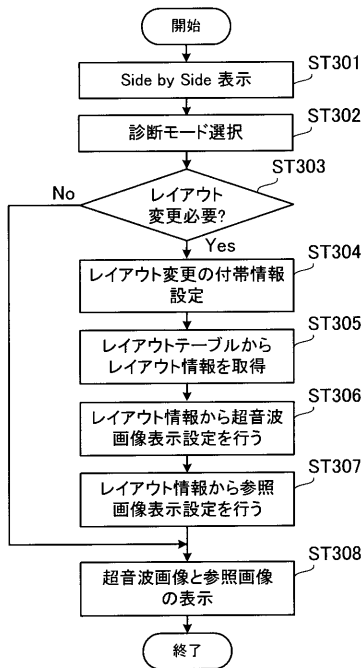 開始
ST301
Side by Side 表示
ST302
診断モード選択
ST303
No
レイアウト
変更必要?
Yes
ST304
レイアウト変更の付帯情報
設定
ST305
レイアウトテーブルから
レイアウト情報を取得
ST306
レイアウト情報から超音波
画像表示設定を行う
ST307
レイアウト情報から参照
画像表示設定を行う
ST308
超音波画像と参照画像
の表示
終了